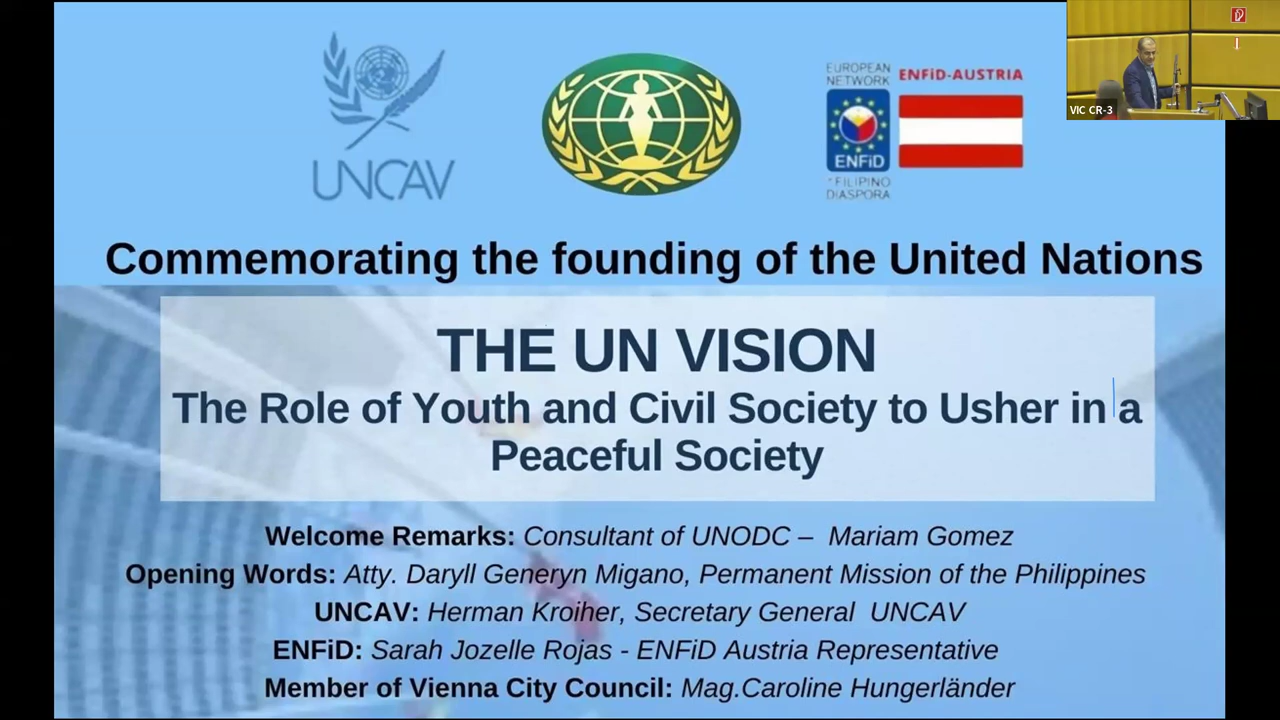 UNCAV
EUROPEAN
NETWORK
ENFiD-AUSTRIA
ENFiD
FILIPINO
DIASPORA
VIC CR-3
Commemorating the founding of the United Nations
THE UN VISION
The Role of Youth and Civil Society to Usher in a
Peaceful Society
Welcome Remarks: Consultant of UNODC – Mariam Gomez
Opening Words: Atty. Daryll Generyn Migano, Permanent Mission of the Philippines
UNCAV: Herman Kroiher, Secretary General UNCAV
ENFiD: Sarah Jozelle Rojas - ENFiD Austria Representative
Member of Vienna City Council: Mag.Caroline Hungerländer